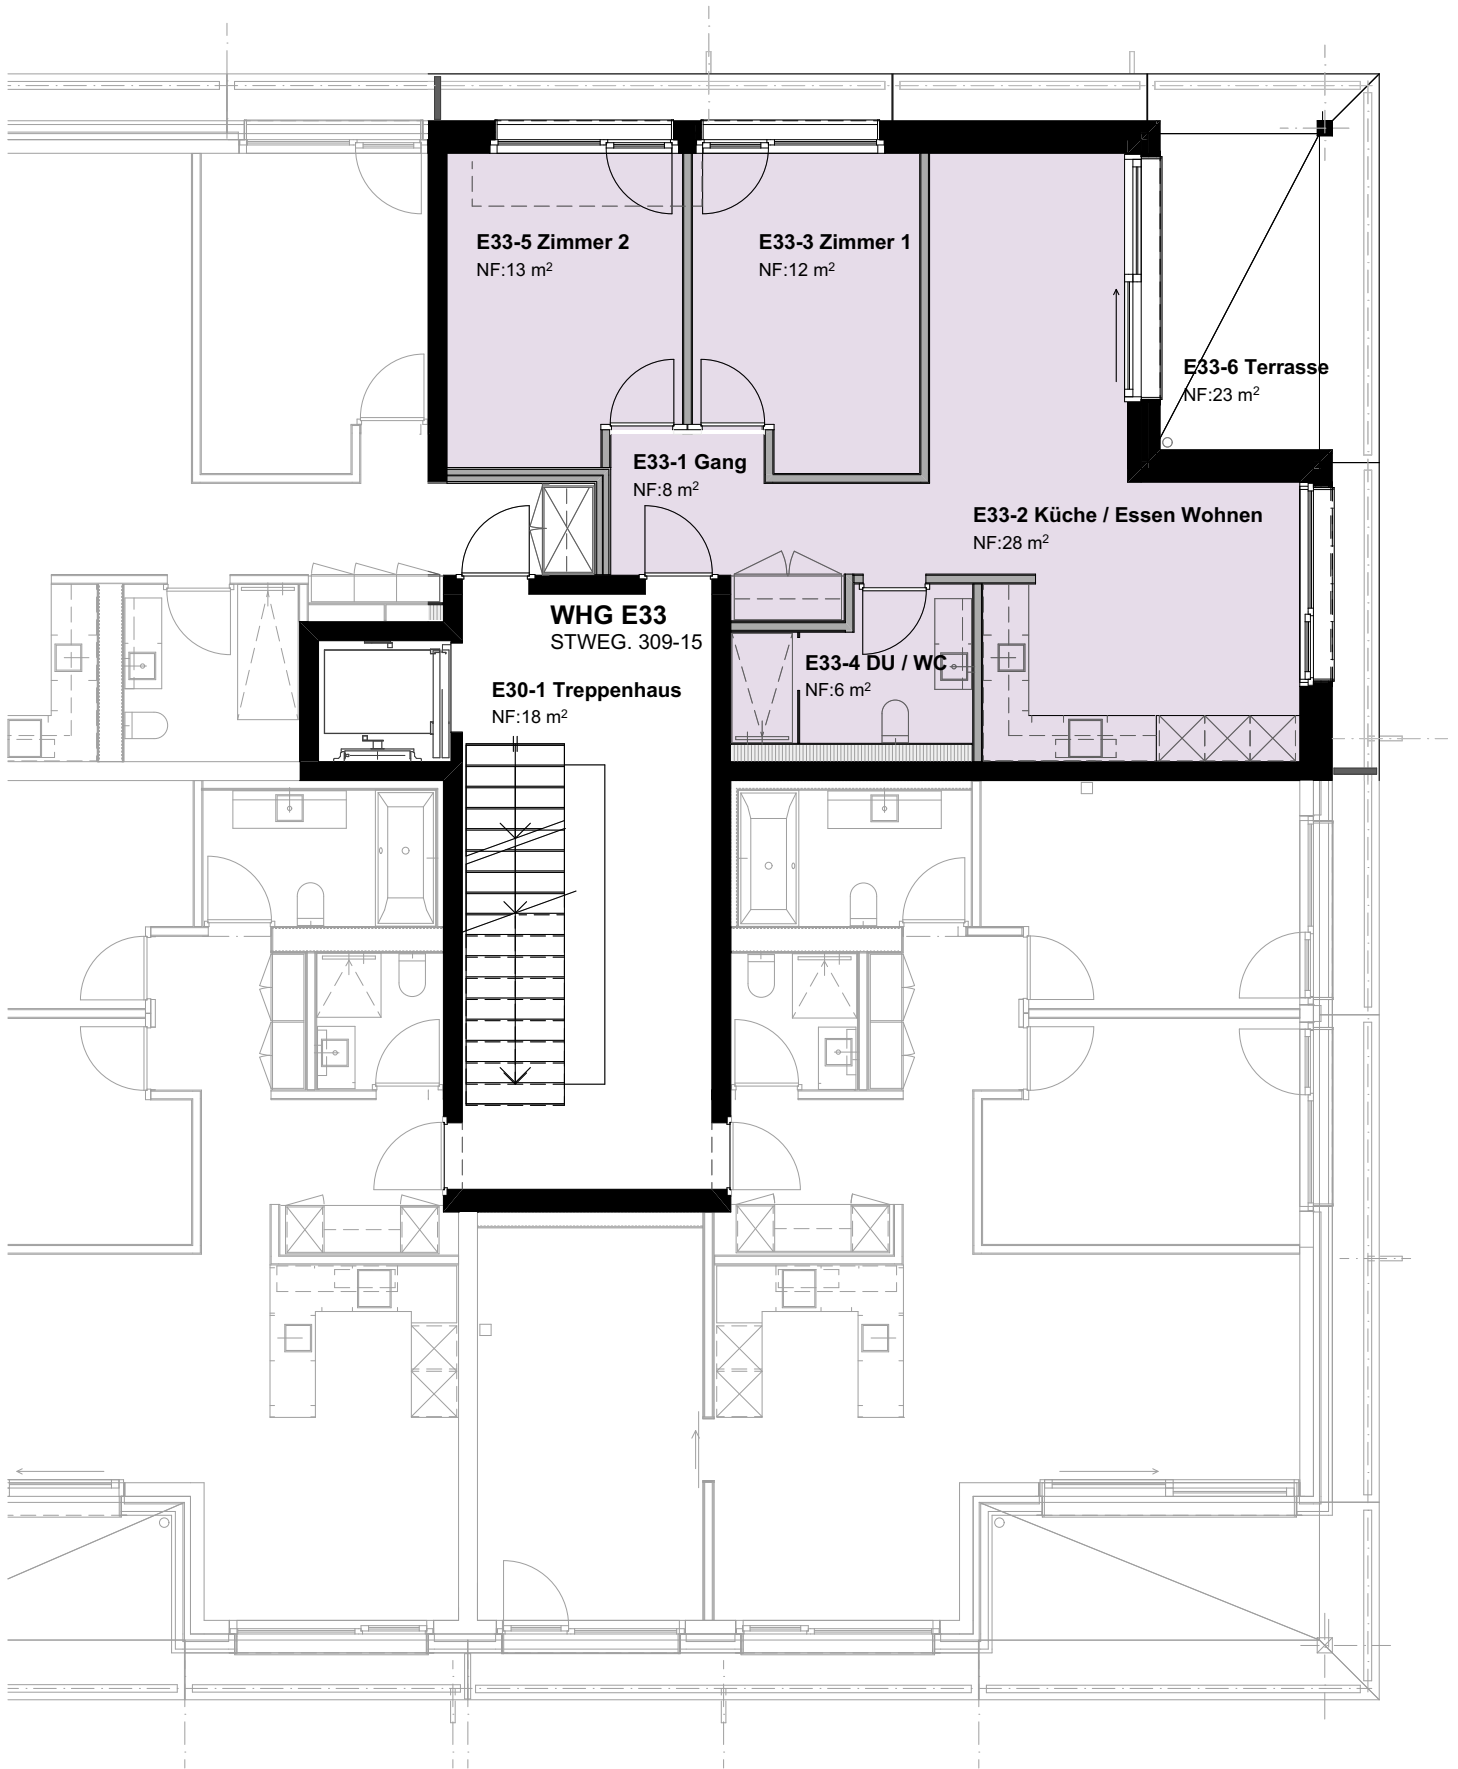 E33-5 Zimmer 2
NF:13 m²
E33-3 Zimmer 1
NF:12 m²
E33-6 Terrasse
NF:23 m²
E33-1 Gang
NF:8 m²
E33-2 Küche / Essen Wohnen
NF:28 m²
WHG E33
STWEG. 309-15
E33-4 DU / WC
NF:6 m²
E30-1 Treppenhaus
NF:18 m²